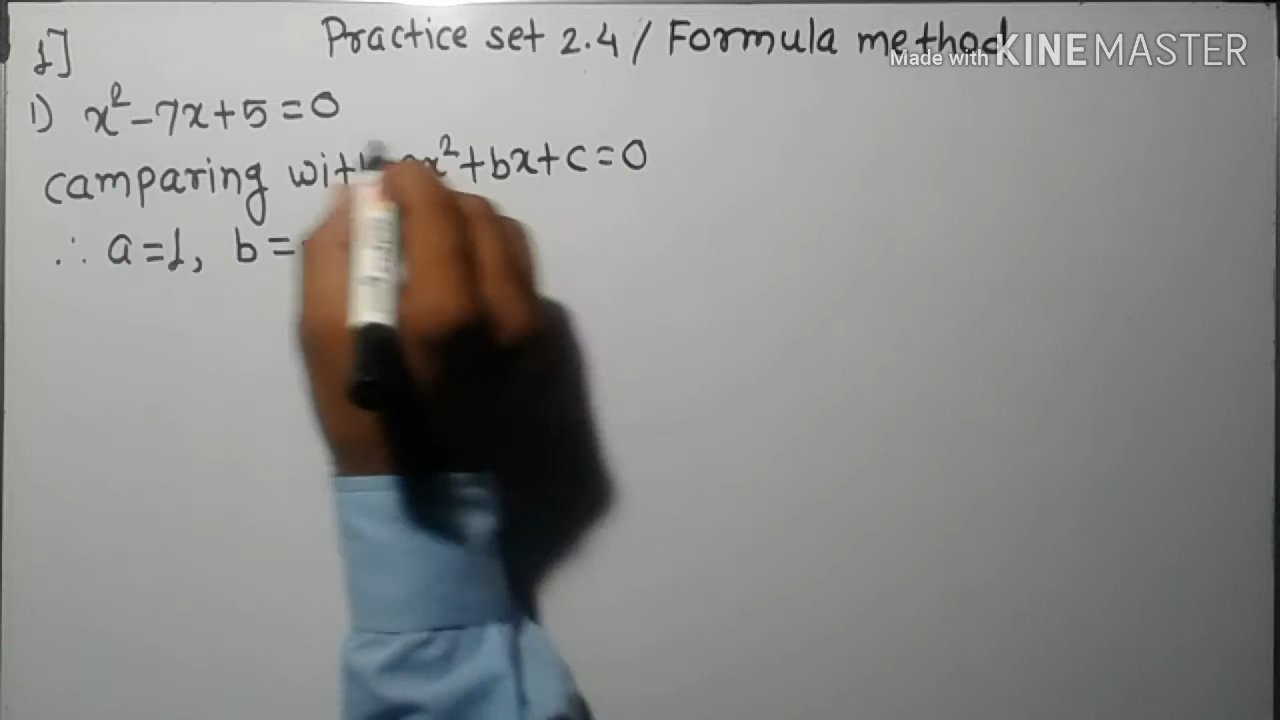 1]
Practice set 2.4 / Formula method
Made with KINEMASTER
1) x² - 7x + 5 = 0
camparing with x² + bx + c = 0
∴ a = 1, b =